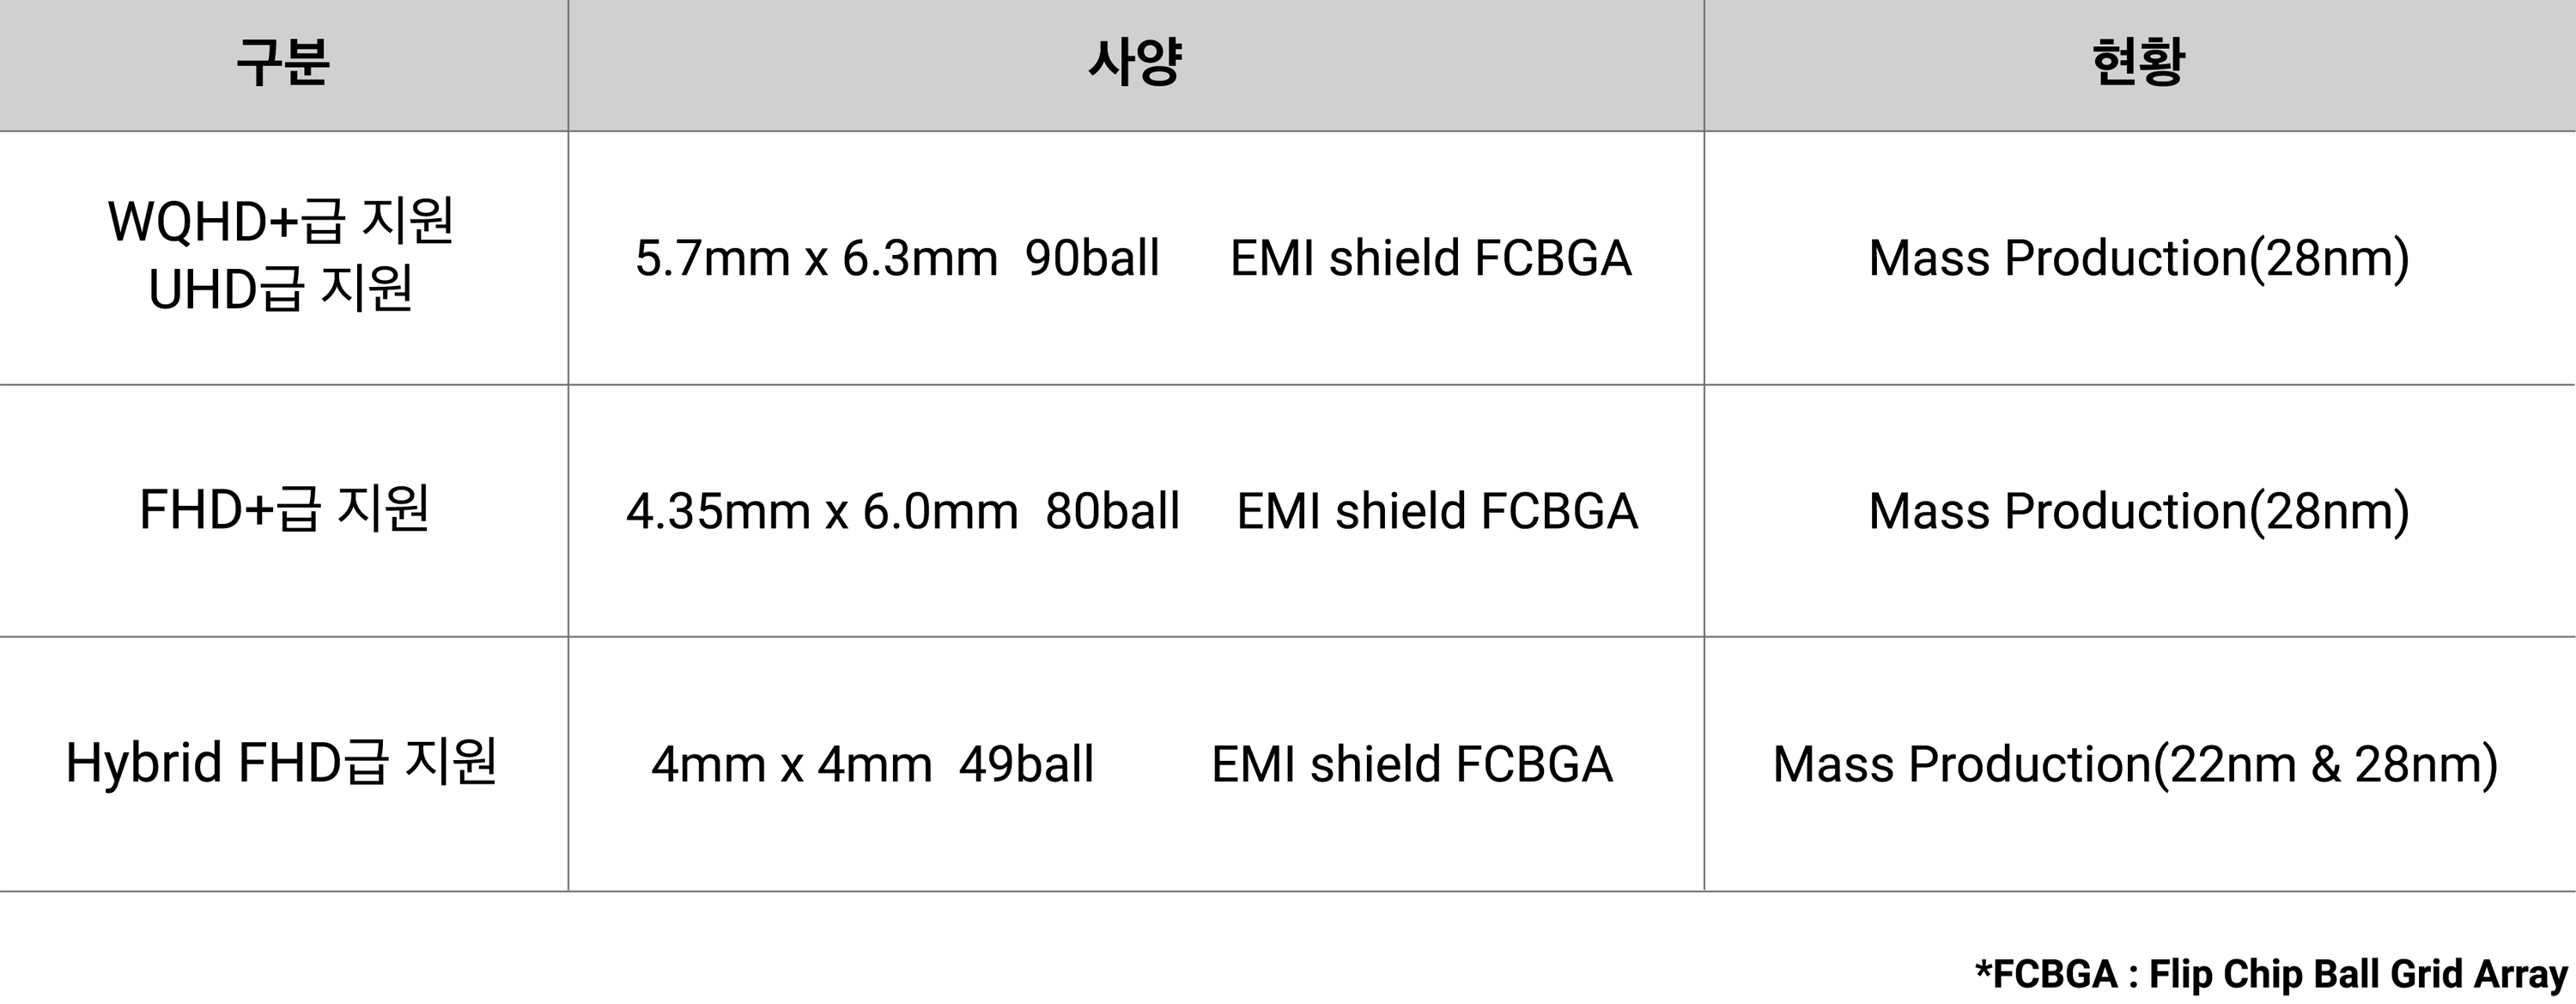 구분 사양 현황
WQHD+급 지원
UHD급 지원
5.7mm x 6.3mm 90ball EMI shield FCBGA
Mass Production(28nm)
FHD+급 지원
4.35mm x 6.0mm 80ball EMI shield FCBGA
Mass Production(28nm)
Hybrid FHD급 지원
4mm x 4mm 49ball EMI shield FCBGA
Mass Production(22nm & 28nm)
*FCBGA : Flip Chip Ball Grid Array